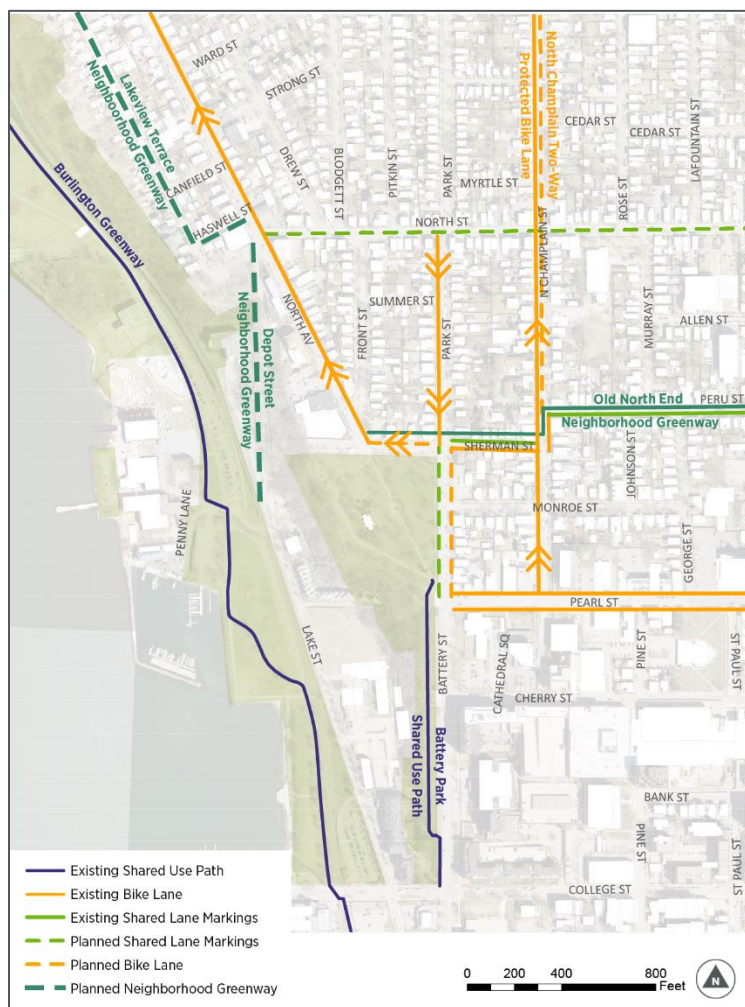 WARD ST
STRONG ST
Lakeview Terrace
Neighborhood Greenway
North Champlain Two-Way
Protected Bike Lane
CEDAR ST
CEDAR ST
LAFOUNTAIN ST
Burlington Greenway
CANFIELD ST
DREW ST
BLODGETT ST
PITKIN ST
PARK ST
MYRTLE ST
ROSE ST
HASWELL ST
NORTH ST
N CHAMPLAIN ST
NORTH AV
FRONT ST
SUMMER ST
PARK ST
MURRAY ST
ALLEN ST
Depot Street
Neighborhood Greenway
Old North End
PERU ST
Neighborhood Greenway
SHERMAN ST
JOHNSON ST
MONROE ST
PENNY LANE
GEORGE ST
PEARL ST
LAKE ST
BATTERY ST
CATHEDRAL SQ
PINE ST
ST PAUL ST
CHERRY ST
Battery Park
Shared Use Path
BANK ST
PINE ST
ST PAUL ST
COLLEGE ST
Existing Shared Use Path
Existing Bike Lane
Existing Shared Lane Markings
Planned Shared Lane Markings
Planned Bike Lane
Planned Neighborhood Greenway
0 200 400 800
Feet
N